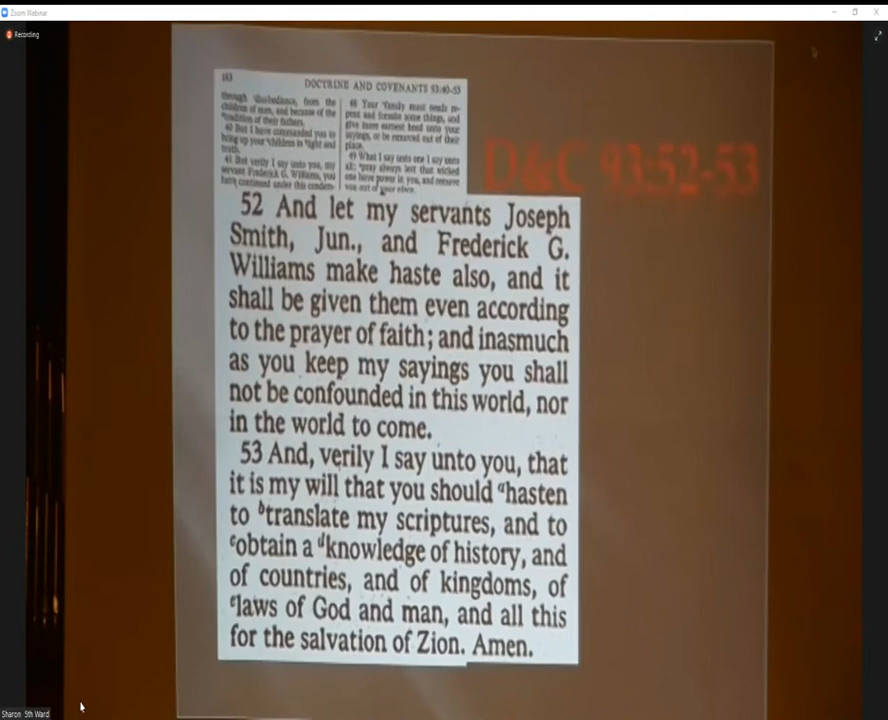 Zoom Webinar
Recording
183
DOCTRINE AND COVENANTS 93:40-53
through disobedience, from the
children of men, and because of the
tradition of their fathers.
40 But I have commanded you to
bring up your children in light and
truth.
41 But verily I say unto you, my
servant Frederick G. Williams, you
have continued under this condem-
48 Your family must needs re-
pent and forsake some things, and
give more earnest heed unto your
sayings, or be removed out of their
place.
49 What I say unto one I say unto
all; pray always lest that wicked
one have power in you, and remove
you out of your place.
D&C 93:52-53
52 And let my servants Joseph
Smith, Jun., and Frederick G.
Williams make haste also, and it
shall be given them even according
to the prayer of faith; and inasmuch
as you keep my sayings you shall
not be confounded in this world, nor
in the world to come.
53 And, verily I say unto you, that
it is my will that you should ᵃhasten
to ᵇtranslate my scriptures, and to
ᶜobtain a ᵈknowledge of history, and
of countries, and of kingdoms, of
ᵉlaws of God and man, and all this
for the salvation of Zion. Amen.
Sharon 5th Ward